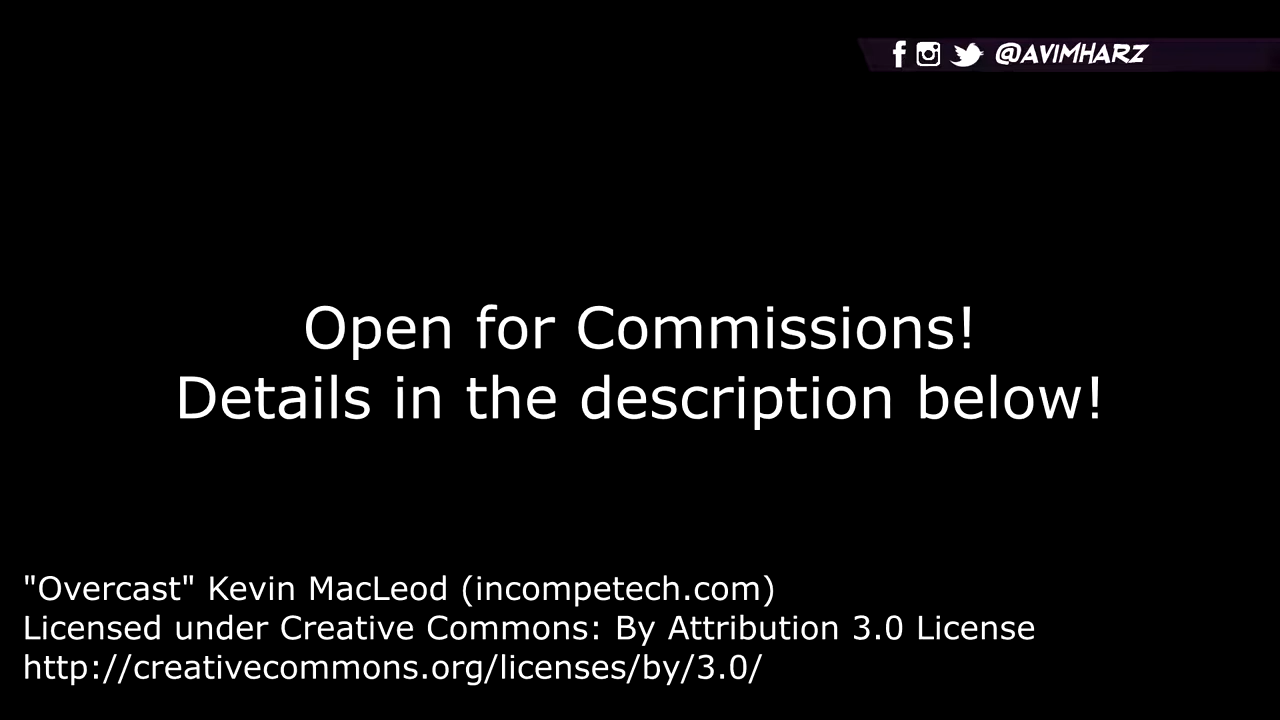 @AVIMHARZ
Open for Commissions!
Details in the description below!
"Overcast" Kevin MacLeod (incompetech.com)
Licensed under Creative Commons: By Attribution 3.0 License
http://creativecommons.org/licenses/by/3.0/